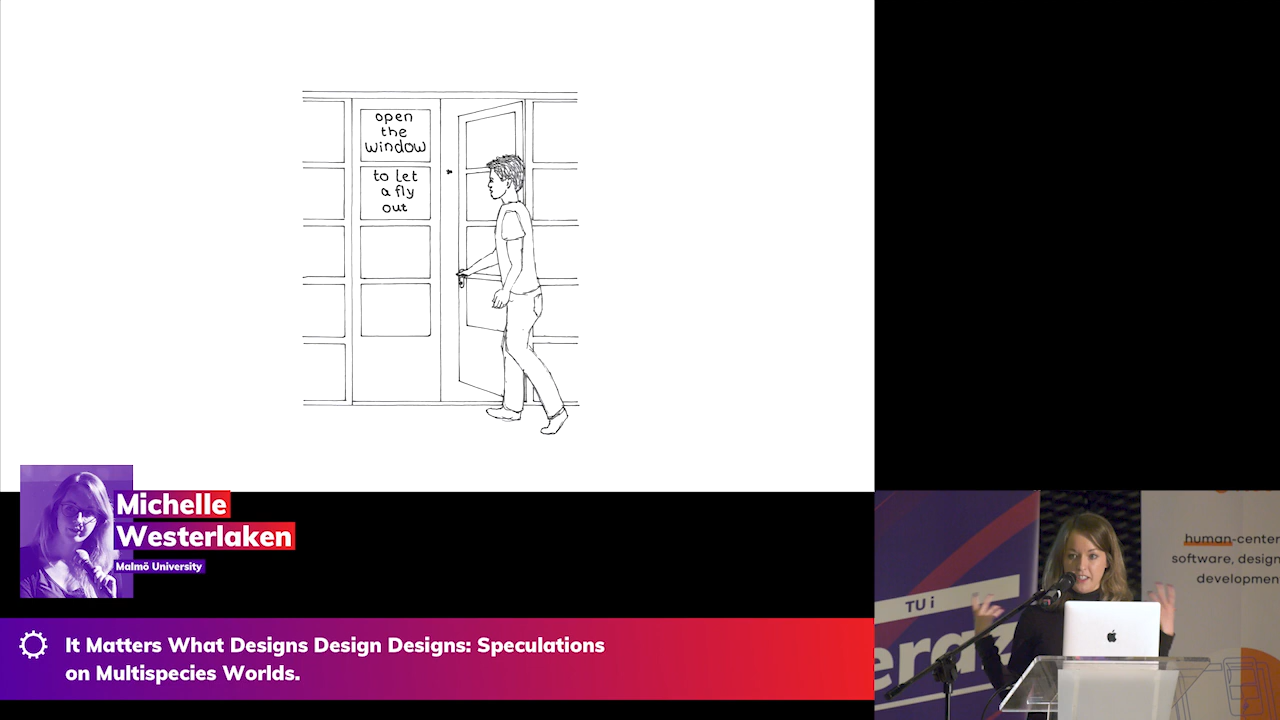 open
the
window
to let
a fly
out
Michelle
Westerlaken
Malmö University
It Matters What Designs Design Designs: Speculations
on Multispecies Worlds.
TU i
eraz
human-center
software, design
developmen